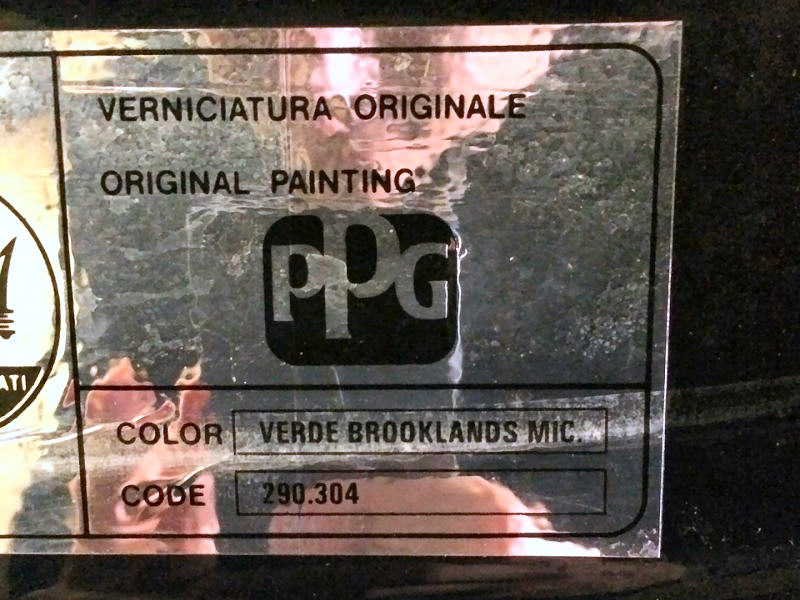 VERNICIATURA ORIGINALE
ORIGINAL PAINTING
PPG
COLOR VERDE BROOKLANDS MIC.
CODE 290.304